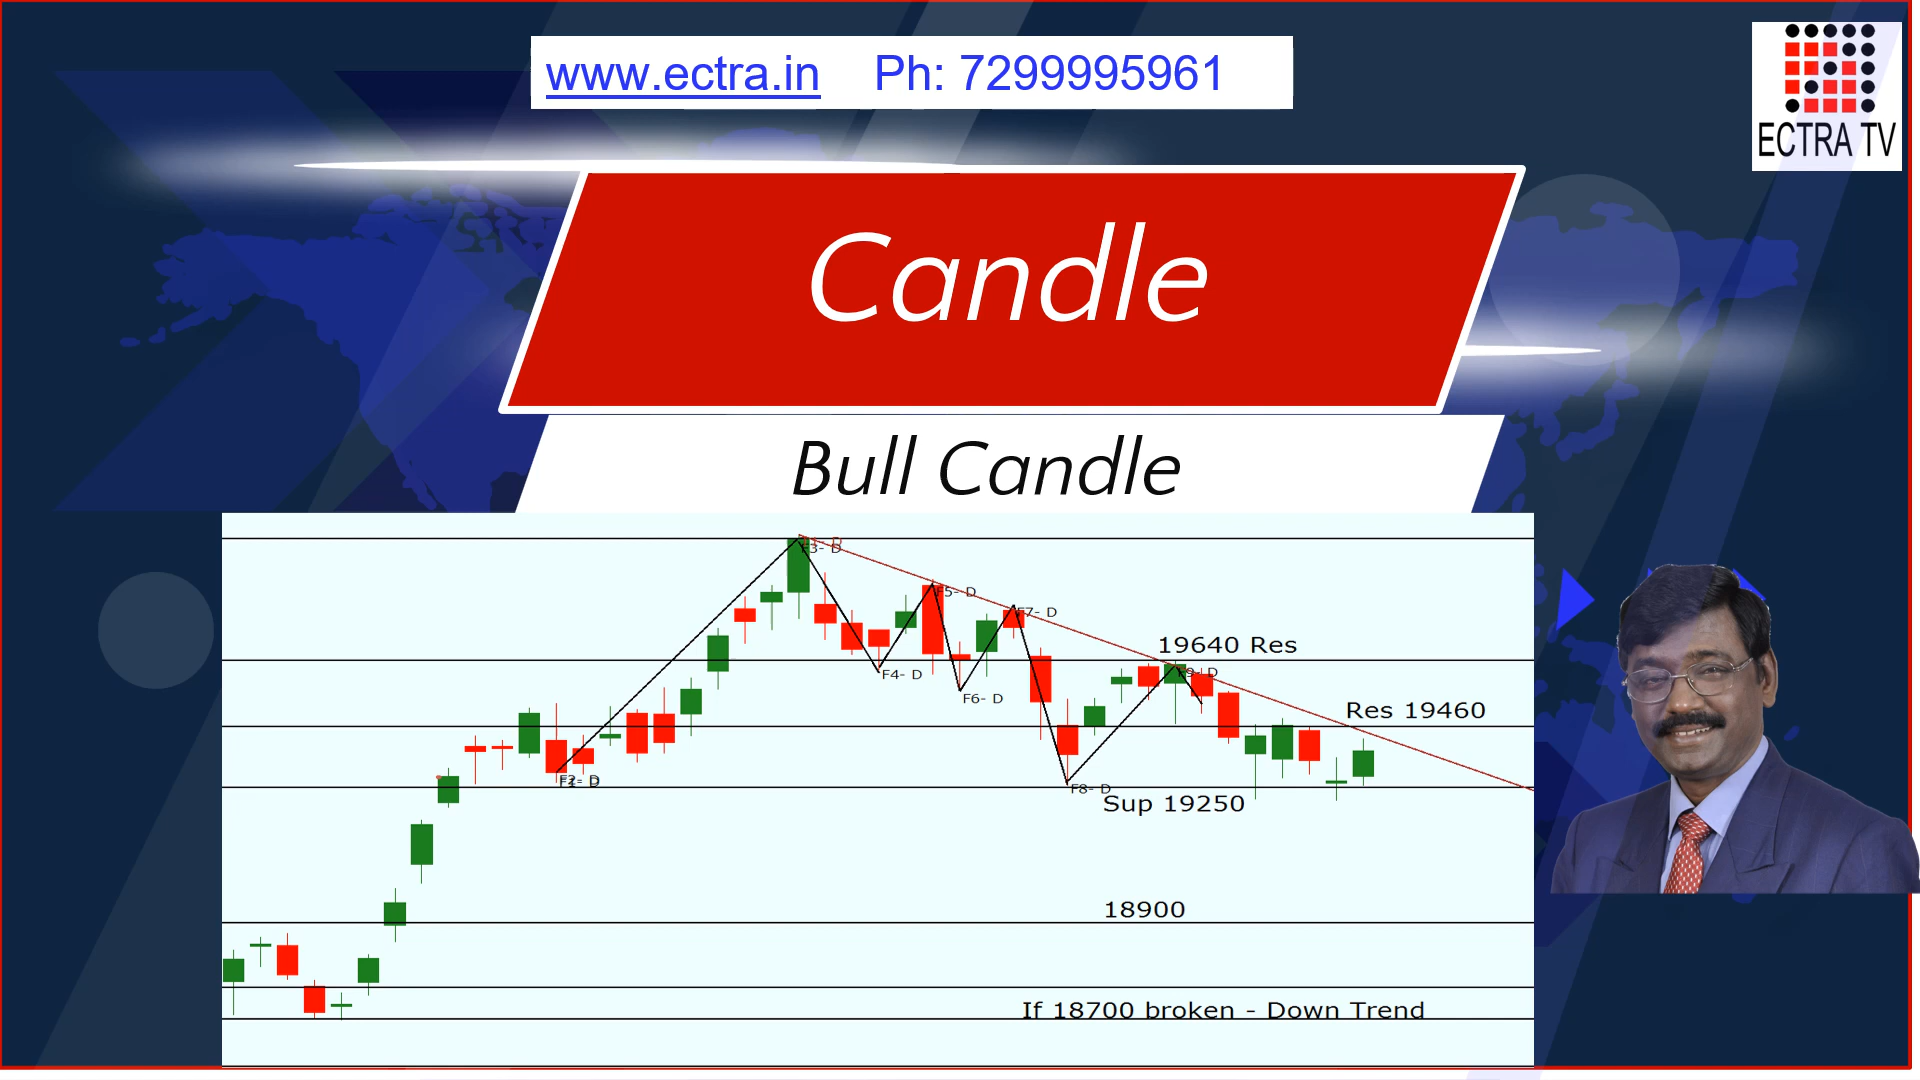 www.ectra.in Ph: 7299995961
ECTRA TV
Candle
Bull Candle
F3- D
F5- D
F7- D
19640 Res
F4- D
F9- D
F6- D
Res 19460
F2- D
F8- D
Sup 19250
18900
If 18700 broken - Down Trend